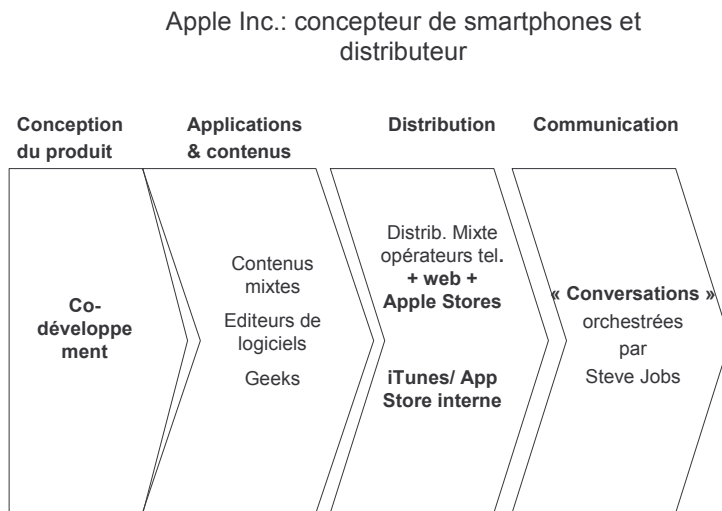 Apple Inc.: concepteur de smartphones et
distributeur
Conception
du produit
Applications
& contenus
Distribution
Communication
Co-
développe
ment
Contenus
mixtes
Editeurs de
logiciels
Geeks
Distrib. Mixte
opérateurs tel.
+ web +
Apple Stores
iTunes/ App
Store interne
« Conversations »
orchestrées
par
Steve Jobs